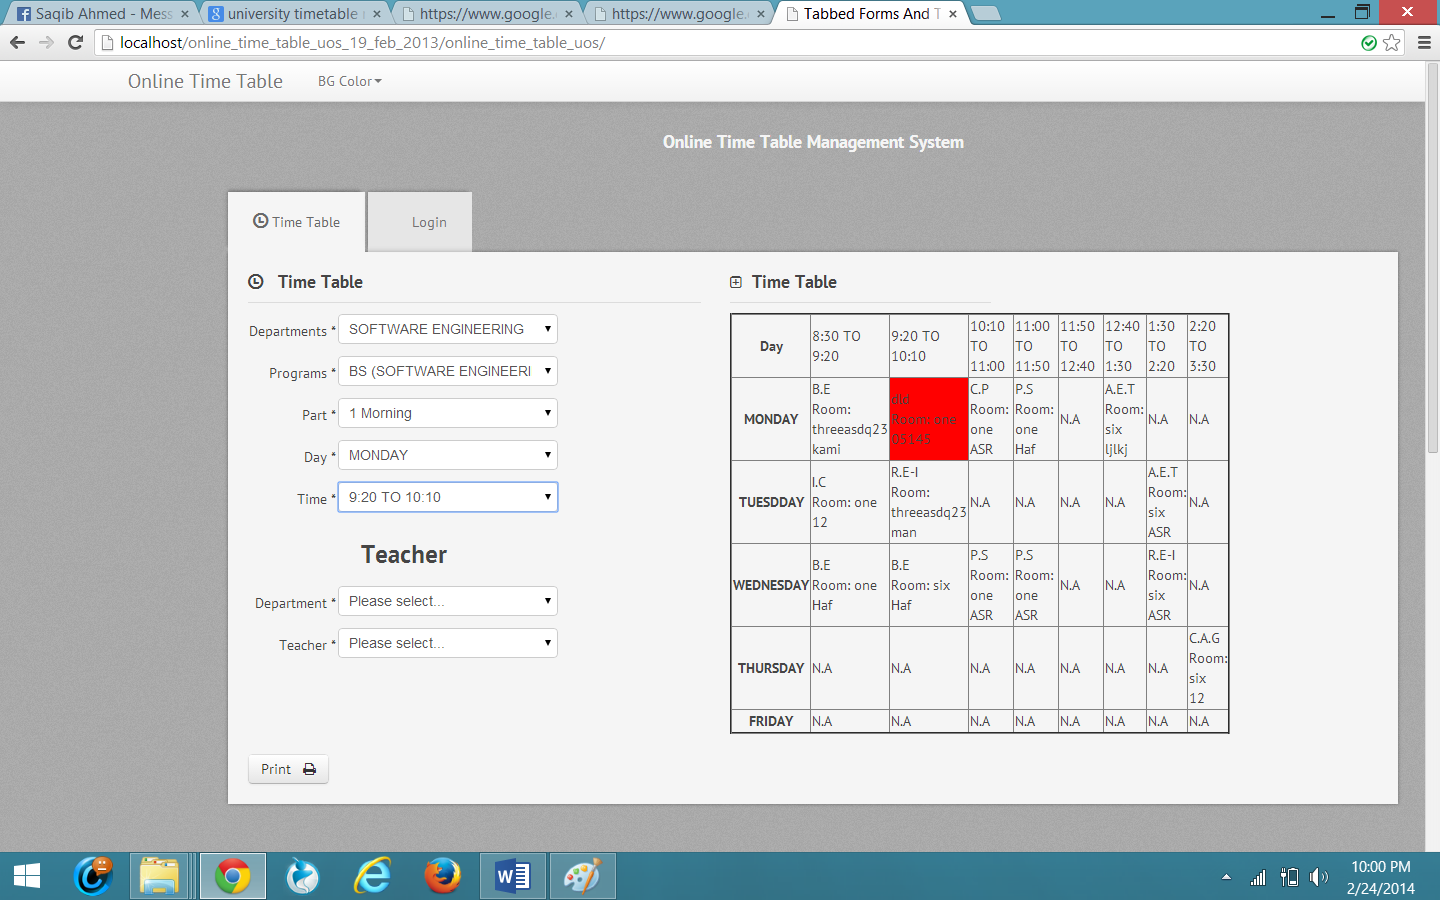 Saqib Ahmed - Mess
university timetable
https://www.google.
https://www.google.
Tabbed Forms And T
localhost/online_time_table_uos_19_feb_2013/online_time_table_uos/
Online Time Table
BG Color
Online Time Table Management System
Time Table
Login
Time Table
Departments * SOFTWARE ENGINEERING
Programs * BS (SOFTWARE ENGINEERI
Part * 1 Morning
Day * MONDAY
Time * 9:20 TO 10:10
Teacher
Department * Please select...
Teacher * Please select...
Print
Time Table
Day
8:30 TO
9:20
9:20 TO
10:10
10:10
TO
11:00
11:00
TO
11:50
11:50
TO
12:40
12:40
TO
1:30
1:30
TO
2:20
2:20
TO
3:30
MONDAY
B.E
Room:
threeasdq23
kami
dld
Room: one
05145
C.P
Room:
one
ASR
P.S
Room:
one
Haf
N.A
A.E.T
Room:
six
ljlkj
N.A
N.A
TUESDDAY
I.C
Room: one
12
R.E-I
Room:
threeasdq23
man
N.A
N.A
N.A
N.A
A.E.T
Room:
six
ASR
N.A
WEDNESDAY
B.E
Room: one
Haf
B.E
Room: six
Haf
P.S
Room:
one
ASR
P.S
Room:
one
ASR
N.A
N.A
R.E-I
Room:
six
ASR
N.A
THURSDAY
N.A
N.A
N.A
N.A
N.A
N.A
N.A
C.A.G
Room:
six
12
FRIDAY
N.A
N.A
N.A
N.A
N.A
N.A
N.A
N.A
10:00 PM
2/24/2014